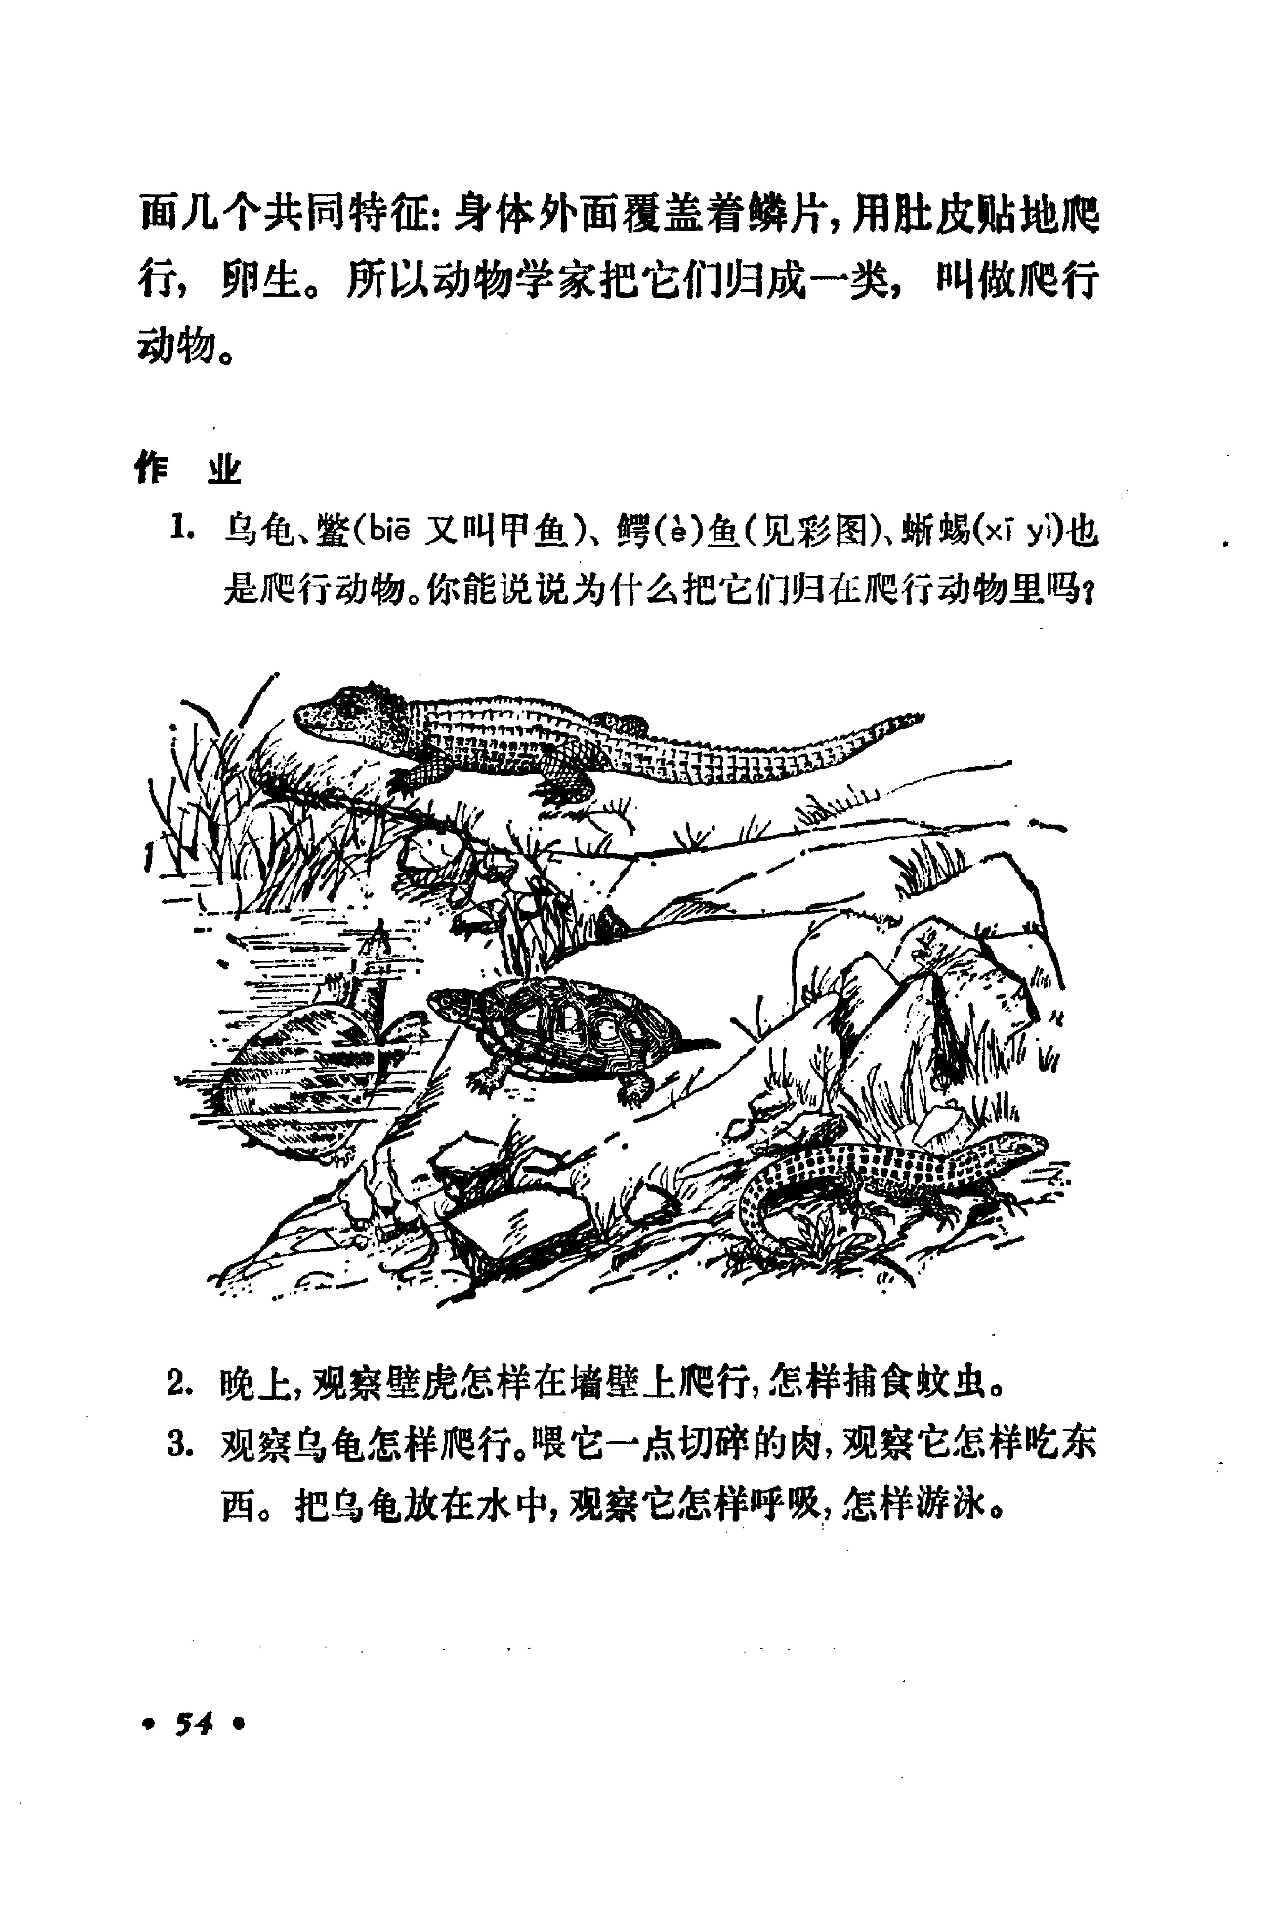 面几个共同特征：身体外面覆盖着鳞片，用肚皮贴地爬
行，卵生。所以动物学家把它们归成一类，叫做爬行
动物。
作 业
1. 乌龟、鳖(biē 又叫甲鱼)、鳄(è)鱼(见彩图)、蜥蜴(xī yì)也
是爬行动物。你能说说为什么把它们归在爬行动物里吗？
2. 晚上，观察壁虎怎样在墙壁上爬行，怎样捕食蚊虫。
3. 观察乌龟怎样爬行。喂它一点切碎的肉，观察它怎样吃东
西。把乌龟放在水中，观察它怎样呼吸，怎样游泳。
• 54 •